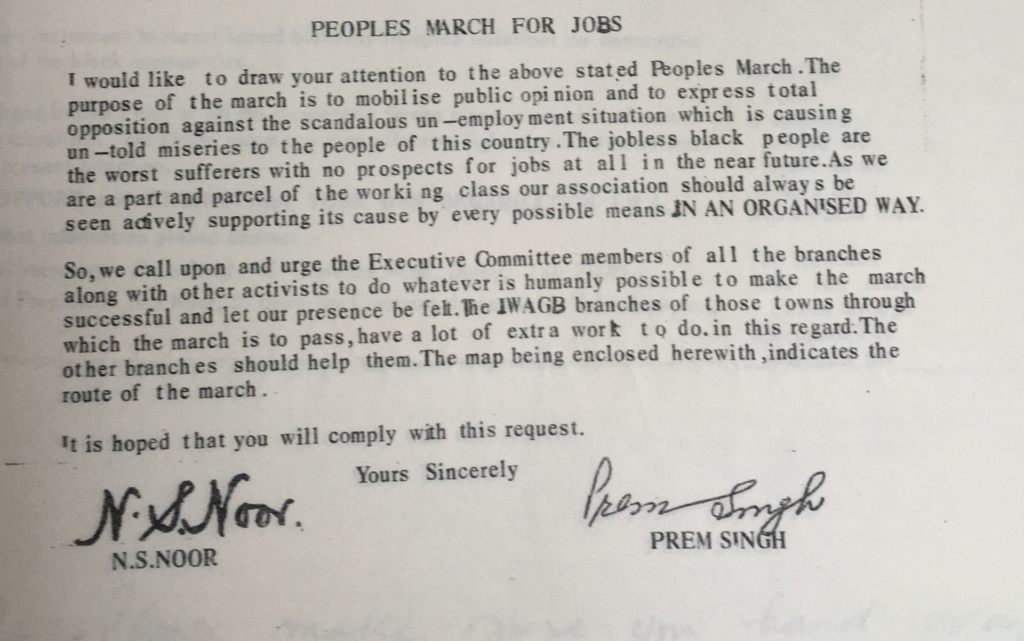 PEOPLES MARCH FOR JOBS
I would like to draw your attention to the above stated Peoples March.The
purpose of the march is to mobilise public opinion and to express total
opposition against the scandalous un-employment situation which is causing
un-told miseries to the people of this country.The jobless black people are
the worst sufferers with no prospects for jobs at all in the near future.As we
are a part and parcel of the working class our association should always be
seen actively supporting its cause by every possible means IN AN ORGANISED WAY.
So,we call upon and urge the Executive Committee members of all the branches
along with other activists to do whatever is humanly possible to make the march
successful and let our presence be felt.The IWAGB branches of those towns through
which the march is to pass,have a lot of extra work to do.in this regard.The
other branches should help them.The map being enclosed herewith,indicates the
route of the march.
It is hoped that you will comply with this request.
Yours Sincerely
N.S.Noor. Prem Singh
N.S.NOOR PREM SINGH